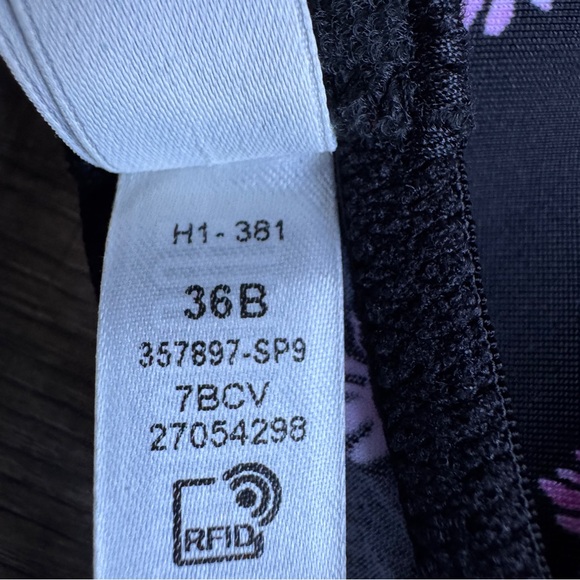 H1- 381
36B
357897-SP9
7BCV
27054298
RFID